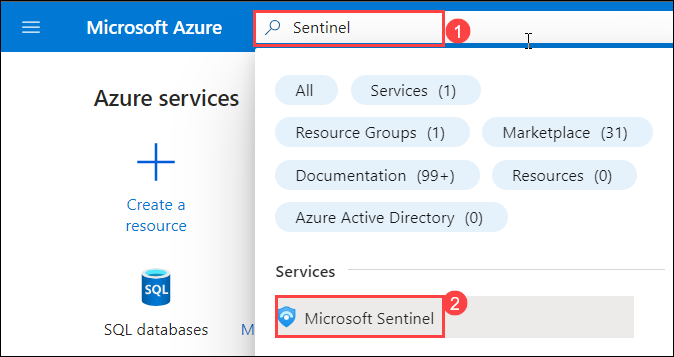 Microsoft Azure
Sentinel
1
Azure services
All
Services (1)
Resource Groups (1)
Marketplace (31)
Documentation (99+)
Resources (0)
Azure Active Directory (0)
Create a
resource
Services
2
Microsoft Sentinel
SQL
SQL databases
M